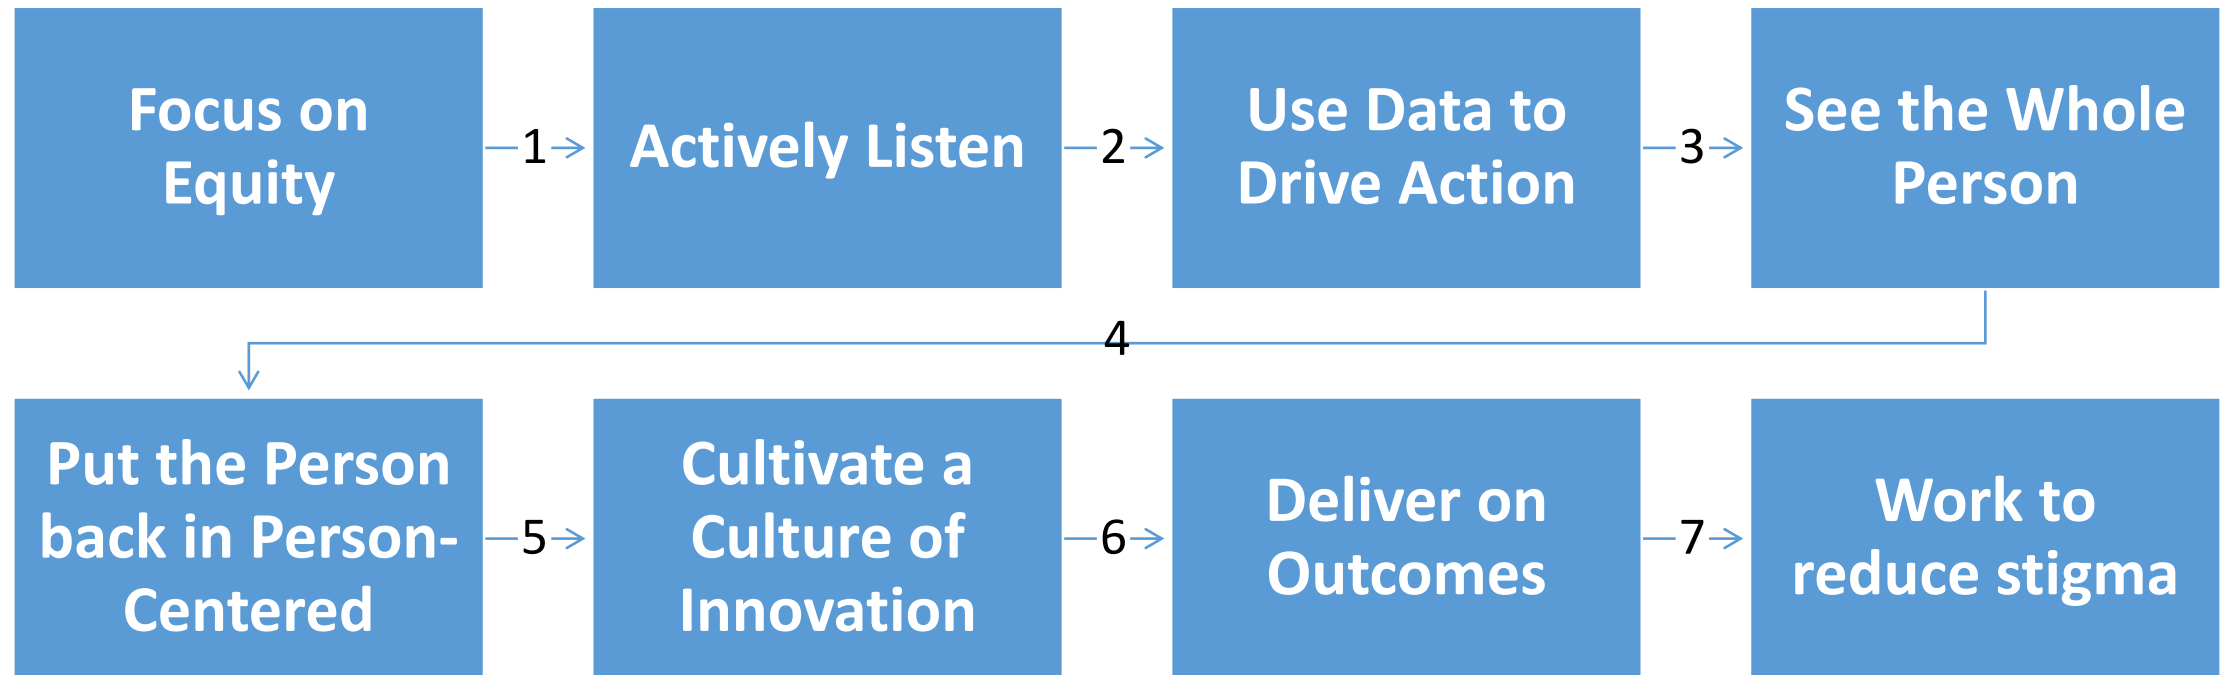 Focus on
Equity
1
Actively Listen
2
Use Data to
Drive Action
3
See the Whole
Person
4
Put the Person
back in Person-
Centered
5
Cultivate a
Culture of
Innovation
6
Deliver on
Outcomes
7
Work to
reduce stigma